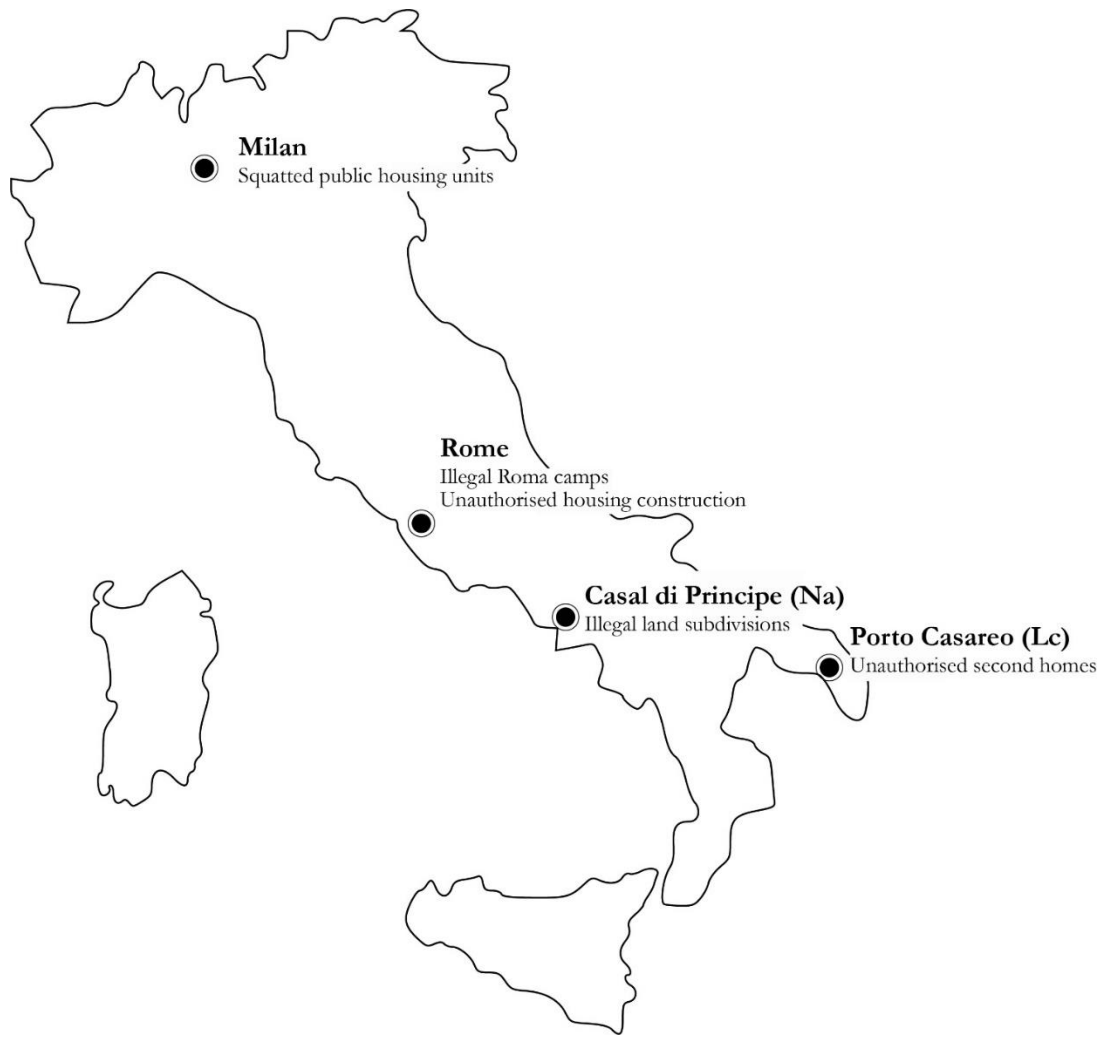 Milan
Squatted public housing units
Rome
Illegal Roma camps
Unauthorised housing construction
Casal di Principe (Na)
Illegal land subdivisions
Porto Casareo (Lc)
Unauthorised second homes